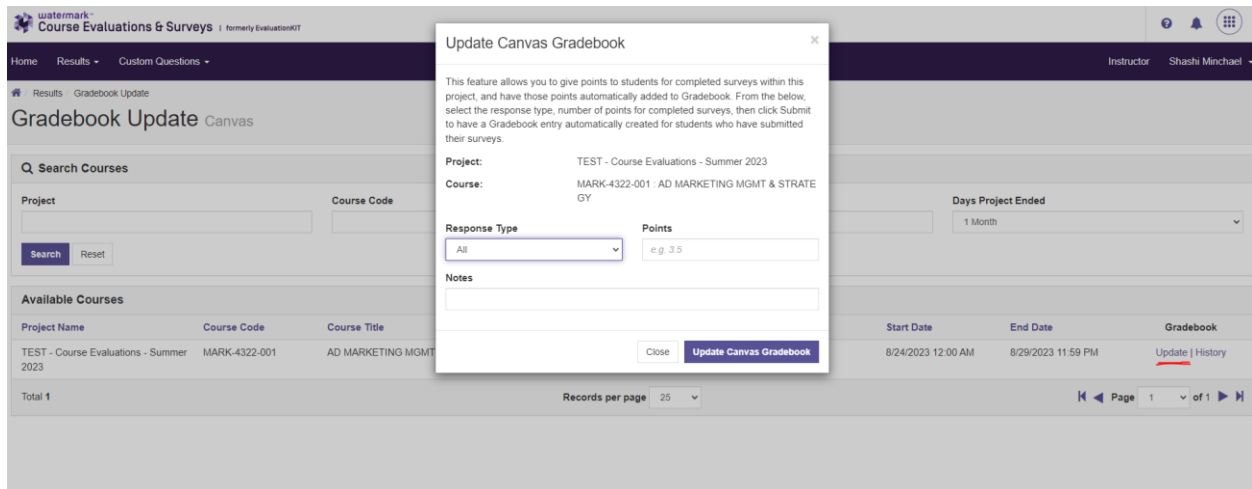 watermark™
Course Evaluations & Surveys | formerly EvaluationKIT
Home Results Custom Questions Instructor Shashi Minchael
Results / Gradebook Update
Gradebook Update Canvas
Search Courses
Project Course Code Days Project Ended
1 Month
Search Reset
Available Courses
Project Name Course Code Course Title Start Date End Date Gradebook
TEST - Course Evaluations - Summer 2023 MARK-4322-001 AD MARKETING MGMT 8/24/2023 12:00 AM 8/29/2023 11:59 PM Update | History
Total 1 Records per page 25 Page 1 of 1
Update Canvas Gradebook ×
This feature allows you to give points to students for completed surveys within this
project, and have those points automatically added to Gradebook. From the below,
select the response type, number of points for completed surveys, then click Submit
to have a Gradebook entry automatically created for students who have submitted
their surveys.
Project: TEST - Course Evaluations - Summer 2023
Course: MARK-4322-001 : AD MARKETING MGMT & STRATE
GY
Response Type Points
All e.g. 3.5
Notes
Close Update Canvas Gradebook